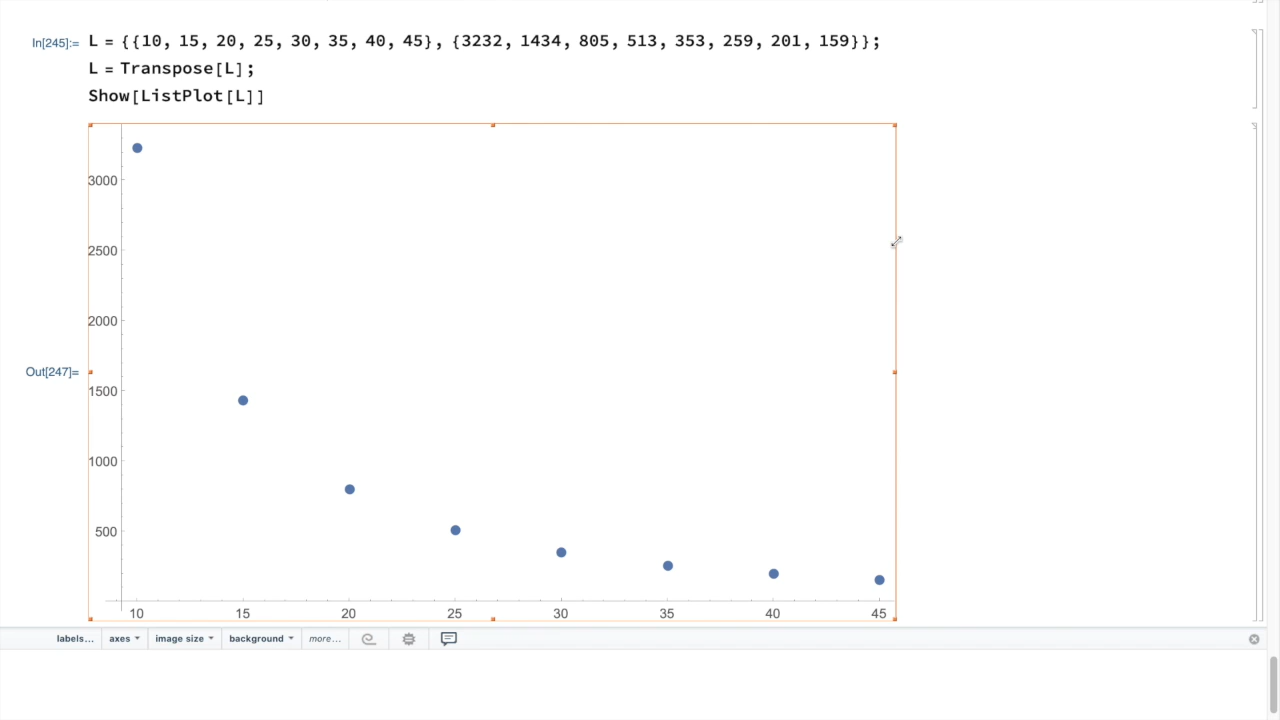 In[245]:= L = {{10, 15, 20, 25, 30, 35, 40, 45}, {3232, 1434, 805, 513, 353, 259, 201, 159}};
L = Transpose[L];
Show[ListPlot[L]]
3000
2500
2000
Out[247]=
1500
1000
500
10 15 20 25 30 35 40 45
labels... axes image size background more...